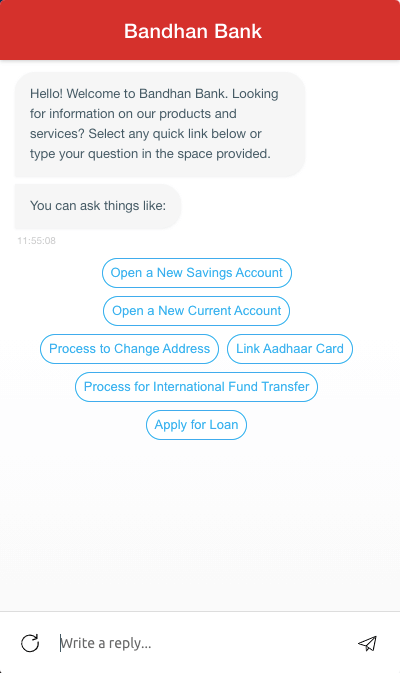 Bandhan Bank
Hello! Welcome to Bandhan Bank. Looking
for information on our products and
services? Select any quick link below or
type your question in the space provided.
You can ask things like:
11:55:08
Open a New Savings Account
Open a New Current Account
Process to Change Address
Link Aadhaar Card
Process for International Fund Transfer
Apply for Loan
Write a reply...